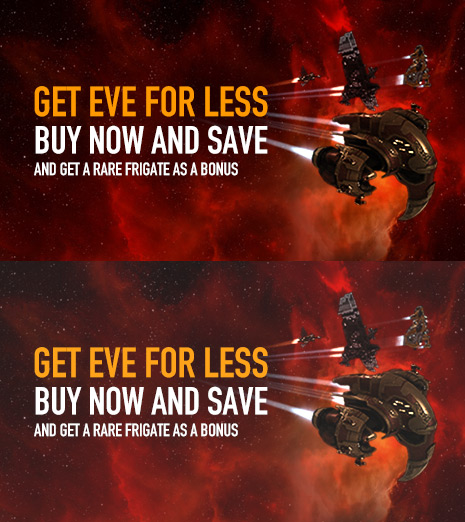 GET EVE FOR LESS
BUY NOW AND SAVE
AND GET A RARE FRIGATE AS A BONUS
GET EVE FOR LESS
BUY NOW AND SAVE
AND GET A RARE FRIGATE AS A BONUS